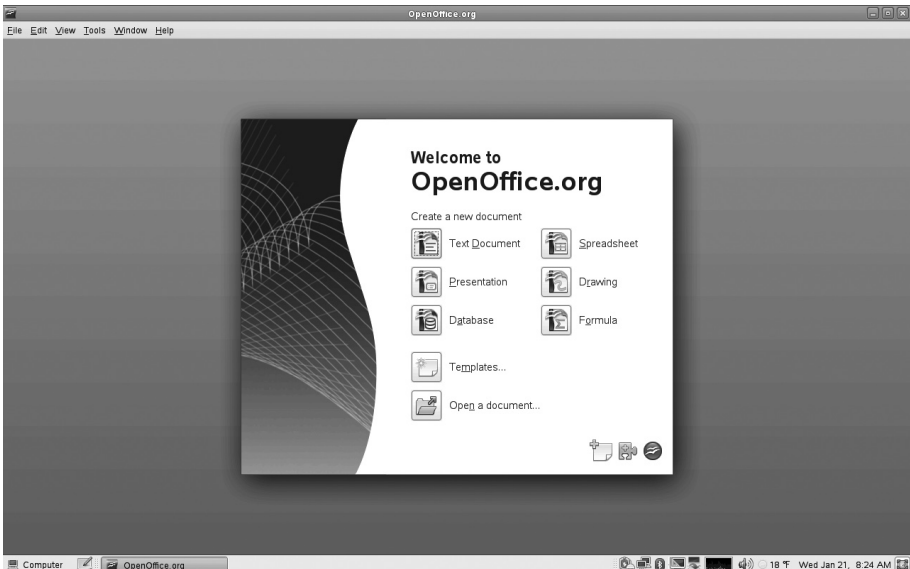 OpenOffice.org
File Edit View Tools Window Help
Welcome to
OpenOffice.org
Create a new document
Text Document Spreadsheet
Presentation Drawing
Database Formula
Templates...
Open a document...
Computer OpenOffice.org 18 °F Wed Jan 21, 8:24 AM